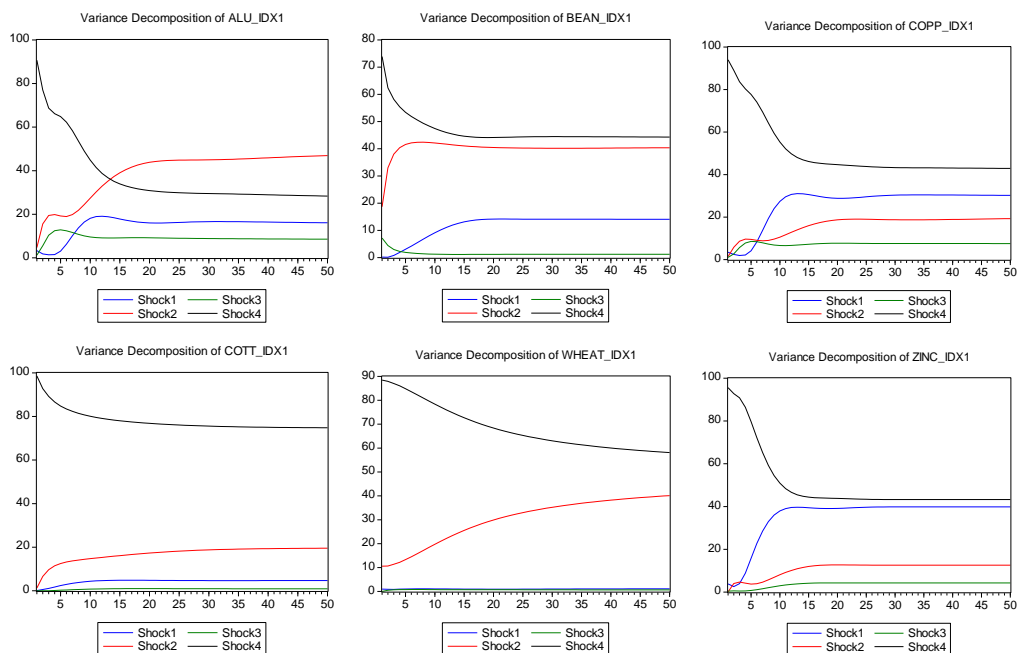 Variance Decomposition of ALU_IDX1
100
80
60
40
20
0
5 10 15 20 25 30 35 40 45 50
Shock1 Shock3
Shock2 Shock4
Variance Decomposition of BEAN_IDX1
80
70
60
50
40
30
20
10
0
5 10 15 20 25 30 35 40 45 50
Shock1 Shock3
Shock2 Shock4
Variance Decomposition of COPP_IDX1
100
80
60
40
20
0
5 10 15 20 25 30 35 40 45 50
Shock1 Shock3
Shock2 Shock4
Variance Decomposition of COTT_IDX1
100
80
60
40
20
0
5 10 15 20 25 30 35 40 45 50
Shock1 Shock3
Shock2 Shock4
Variance Decomposition of WHEAT_IDX1
90
80
70
60
50
40
30
20
10
0
5 10 15 20 25 30 35 40 45 50
Shock1 Shock3
Shock2 Shock4
Variance Decomposition of ZINC_IDX1
100
80
60
40
20
0
5 10 15 20 25 30 35 40 45 50
Shock1 Shock3
Shock2 Shock4